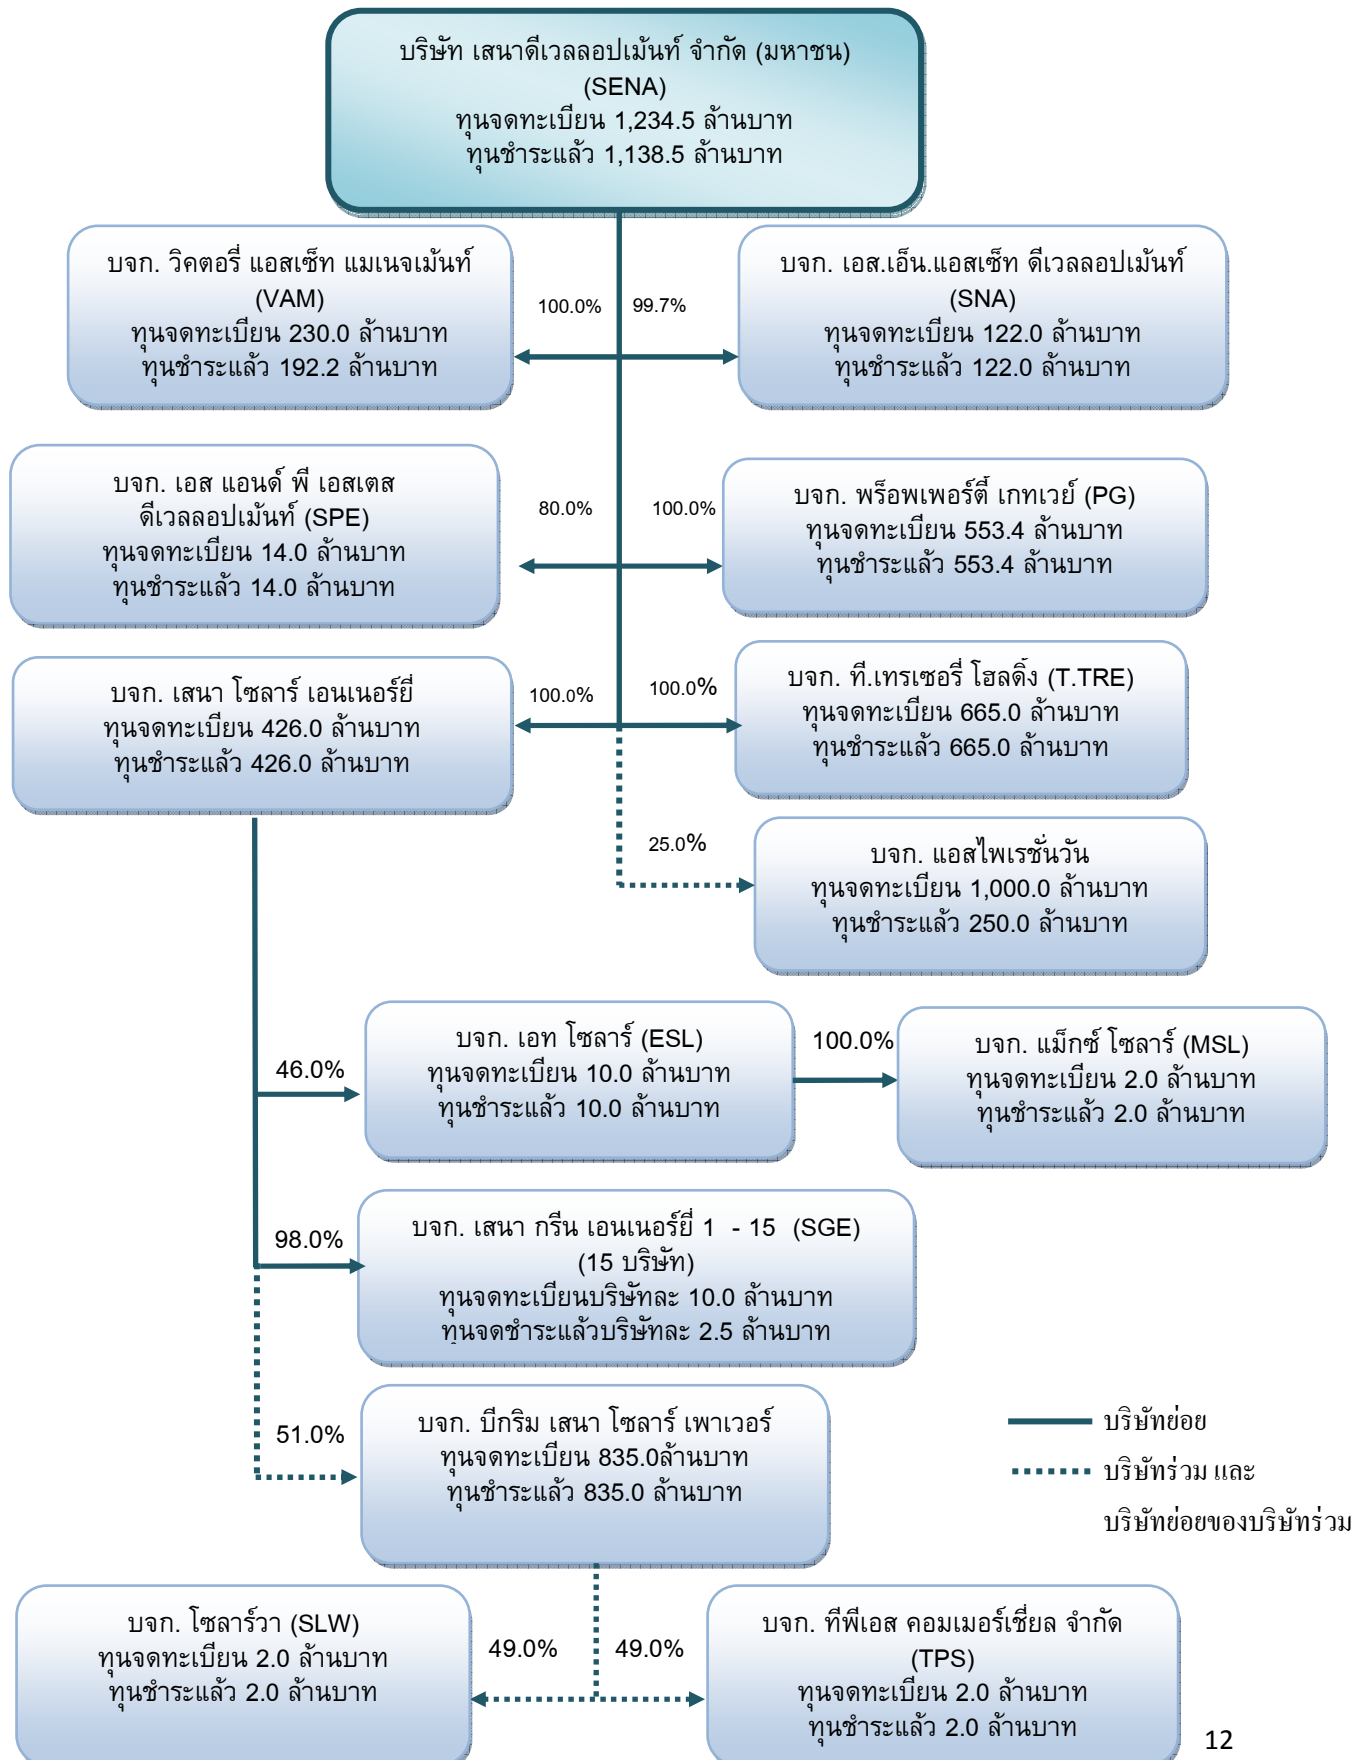 บริษัท เสนาดีเวลลอปเม้นท์ จำกัด (มหาชน)
(SENA)
ทุนจดทะเบียน 1,234.5 ล้านบาท
ทุนชำระแล้ว 1,138.5 ล้านบาท
บจก. วิคตอรี่ แอสเซ็ท แมเนจเม้นท์
(VAM)
ทุนจดทะเบียน 230.0 ล้านบาท
ทุนชำระแล้ว 192.2 ล้านบาท
100.0%
99.7%
บจก. เอส.เอ็น.แอสเซ็ท ดีเวลลอปเม้นท์
(SNA)
ทุนจดทะเบียน 122.0 ล้านบาท
ทุนชำระแล้ว 122.0 ล้านบาท
บจก. เอส แอนด์ พี เอสเตส
ดีเวลลอปเม้นท์ (SPE)
ทุนจดทะเบียน 14.0 ล้านบาท
ทุนชำระแล้ว 14.0 ล้านบาท
80.0%
100.0%
บจก. พร็อพเพอร์ตี้ เกทเวย์ (PG)
ทุนจดทะเบียน 553.4 ล้านบาท
ทุนชำระแล้ว 553.4 ล้านบาท
บจก. เสนา โซลาร์ เอนเนอร์ยี่
ทุนจดทะเบียน 426.0 ล้านบาท
ทุนชำระแล้ว 426.0 ล้านบาท
100.0%
100.0%
บจก. ที.เทรเซอรี่ โฮลดิ้ง (T.TRE)
ทุนจดทะเบียน 665.0 ล้านบาท
ทุนชำระแล้ว 665.0 ล้านบาท
25.0%
บจก. แอสไพเรชั่นวัน
ทุนจดทะเบียน 1,000.0 ล้านบาท
ทุนชำระแล้ว 250.0 ล้านบาท
46.0%
บจก. เอท โซลาร์ (ESL)
ทุนจดทะเบียน 10.0 ล้านบาท
ทุนชำระแล้ว 10.0 ล้านบาท
100.0%
บจก. แม็กซ์ โซลาร์ (MSL)
ทุนจดทะเบียน 2.0 ล้านบาท
ทุนชำระแล้ว 2.0 ล้านบาท
98.0%
บจก. เสนา กรีน เอนเนอร์ยี่ 1 - 15 (SGE)
(15 บริษัท)
ทุนจดทะเบียนบริษัทละ 10.0 ล้านบาท
ทุนจดชำระแล้วบริษัทละ 2.5 ล้านบาท
51.0%
บจก. บีกริม เสนา โซลาร์ เพาเวอร์
ทุนจดทะเบียน 835.0ล้านบาท
ทุนชำระแล้ว 835.0 ล้านบาท
บริษัทย่อย
บริษัทร่วม และ
บริษัทย่อยของบริษัทร่วม
บจก. โซลาร์วา (SLW)
ทุนจดทะเบียน 2.0 ล้านบาท
ทุนชำระแล้ว 2.0 ล้านบาท
49.0%
49.0%
บจก. ทีพีเอส คอมเมอร์เชี่ยล จำกัด
(TPS)
ทุนจดทะเบียน 2.0 ล้านบาท
ทุนชำระแล้ว 2.0 ล้านบาท
12